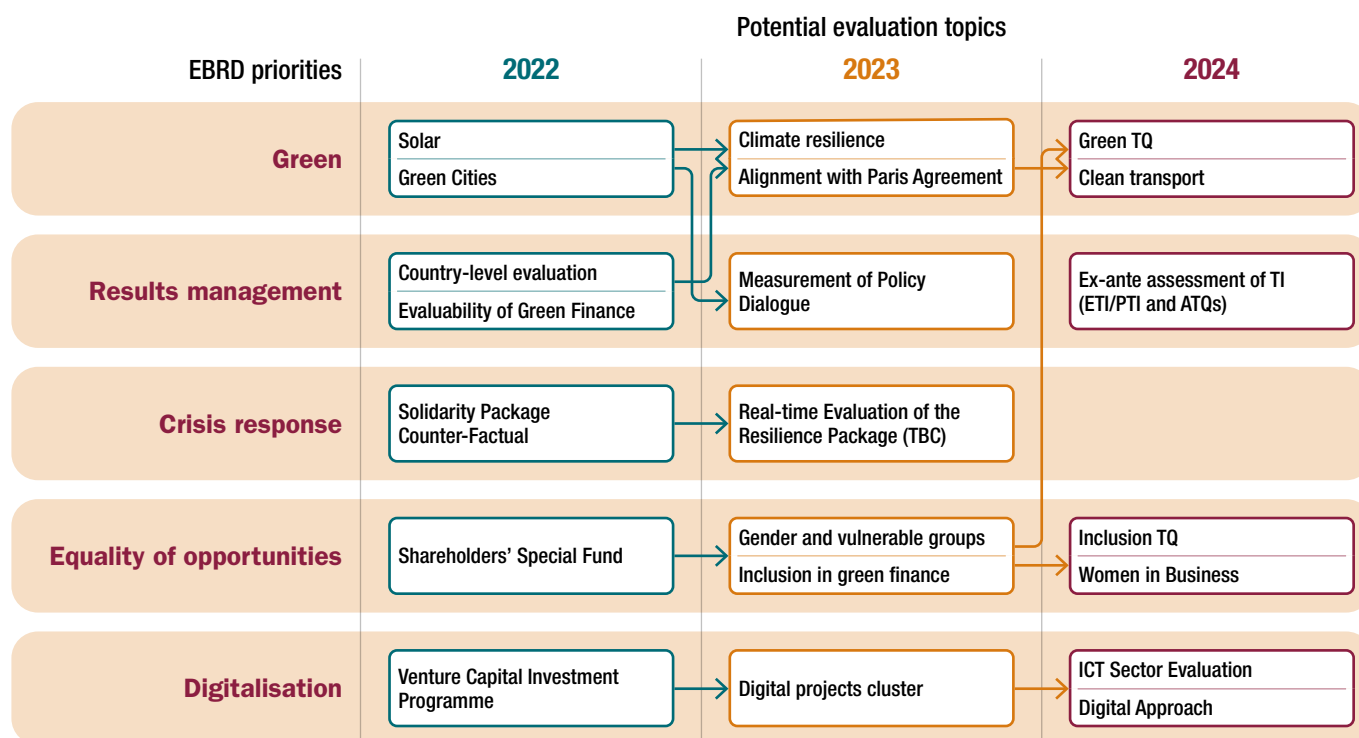 Potential evaluation topics
EBRD priorities
2022
2023
2024
Green
Solar
Green Cities
Climate resilience
Alignment with Paris Agreement
Green TQ
Clean transport
Results management
Country-level evaluation
Evaluability of Green Finance
Measurement of Policy
Dialogue
Ex-ante assessment of TI
(ETI/PTI and ATQs)
Crisis response
Solidarity Package
Counter-Factual
Real-time Evaluation of the
Resilience Package (TBC)
Equality of opportunities
Shareholders’ Special Fund
Gender and vulnerable groups
Inclusion in green finance
Inclusion TQ
Women in Business
Digitalisation
Venture Capital Investment
Programme
Digital projects cluster
ICT Sector Evaluation
Digital Approach